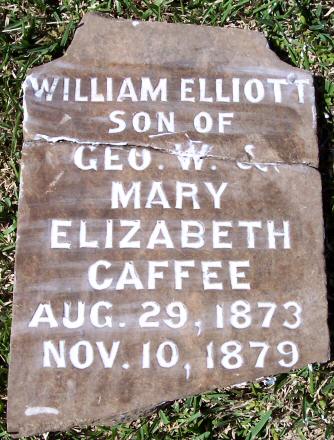 WILLIAM ELLIOTT
SON OF
GEO. W. &
MARY
ELIZABETH
CAFFEE
AUG. 29, 1873
NOV. 10, 1879